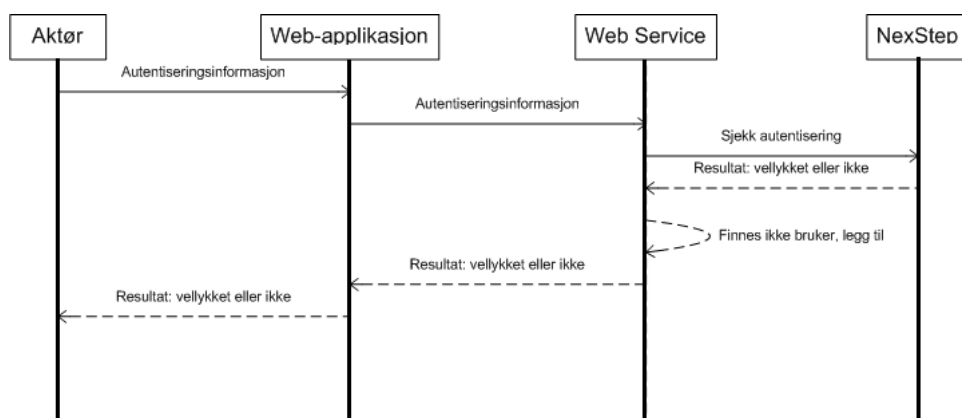 Aktør
Web-applikasjon
Web Service
NexStep
Autentiseringsinformasjon
Autentiseringsinformasjon
Sjekk autentisering
Resultat: vellykket eller ikke
Finnes ikke bruker, legg til
Resultat: vellykket eller ikke
Resultat: vellykket eller ikke